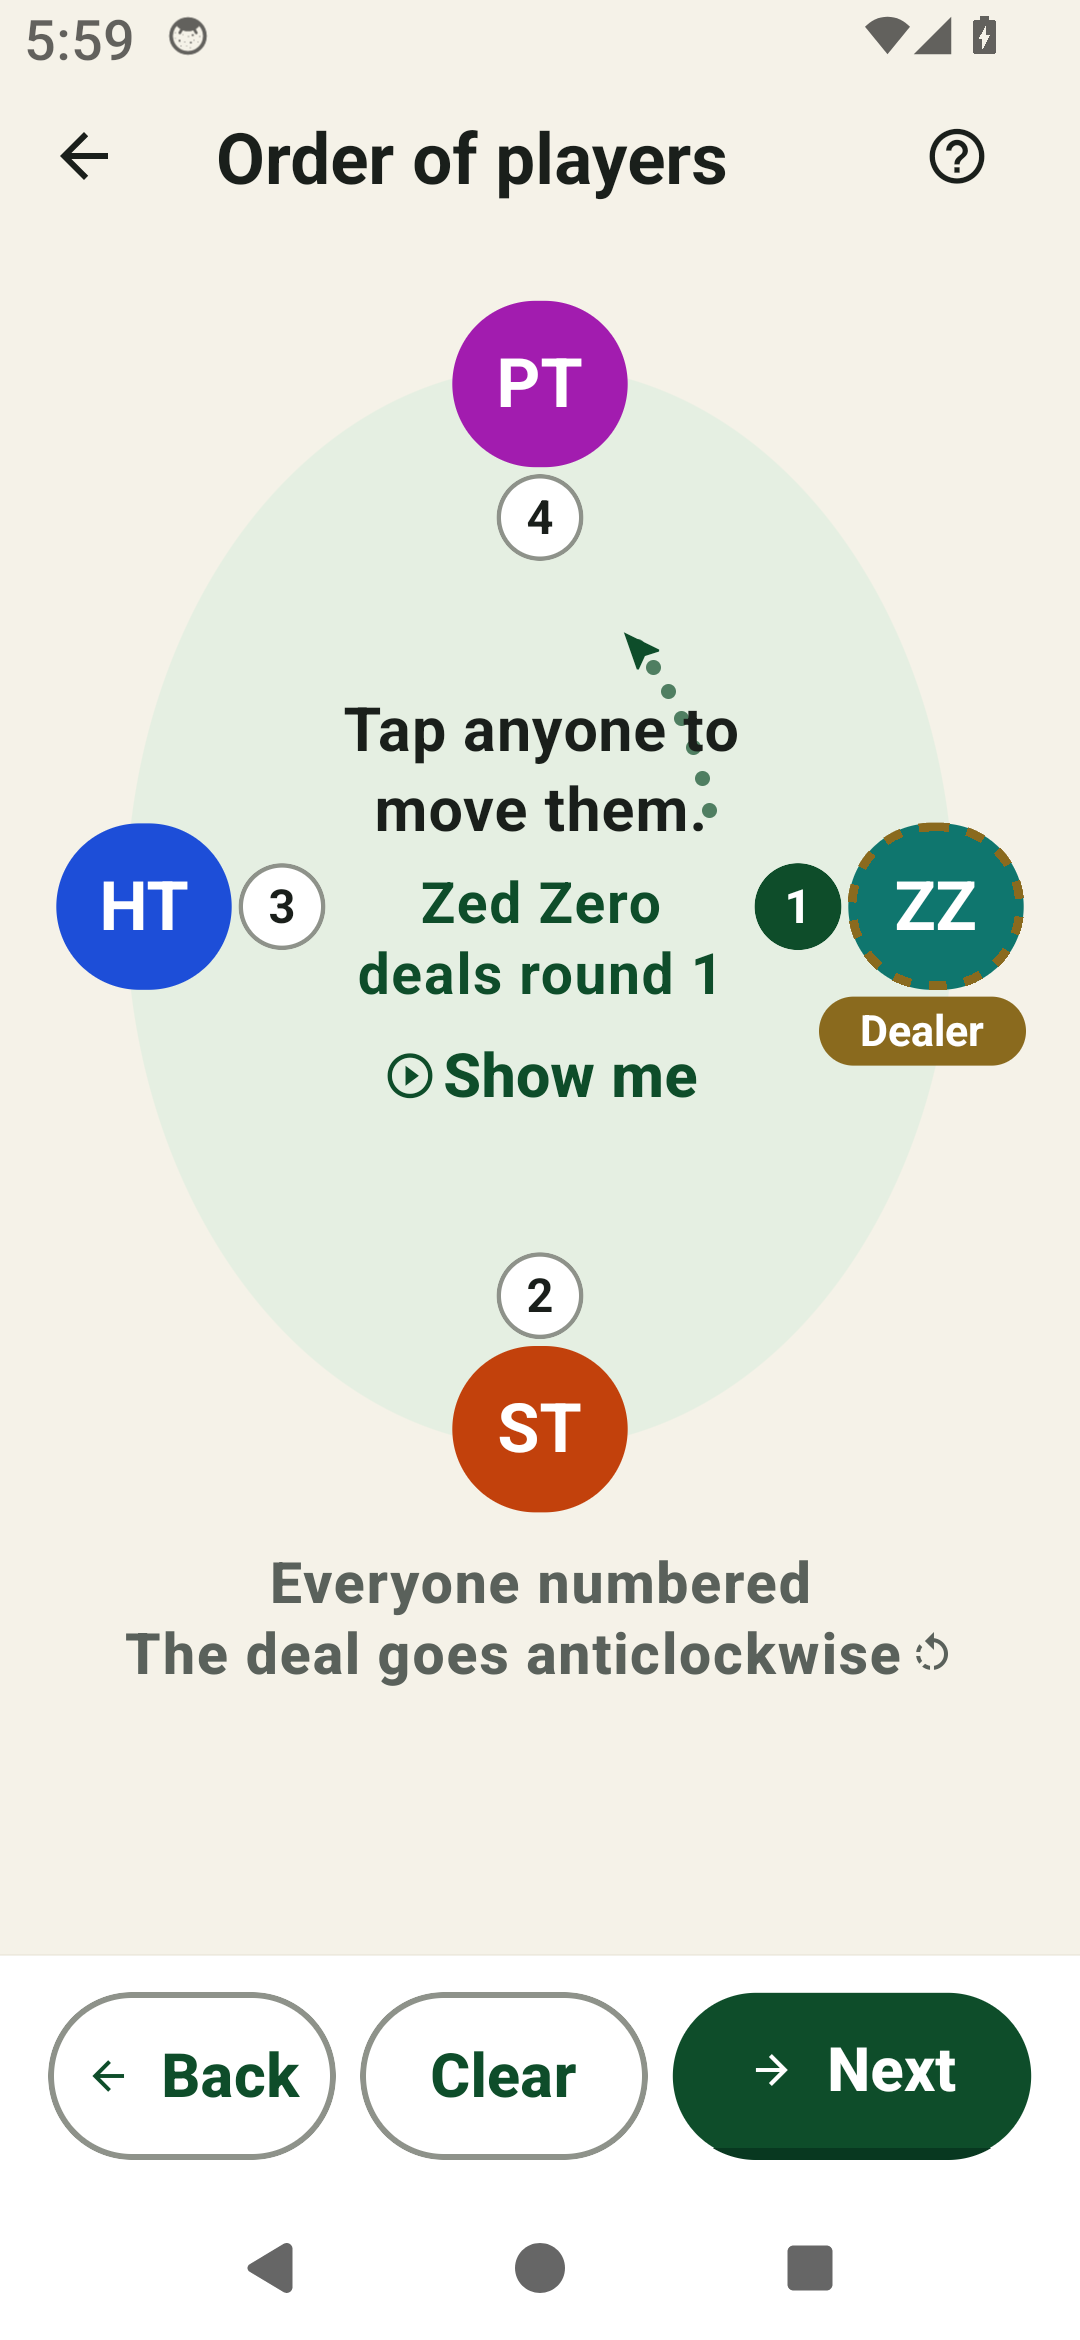 5:59
Order of players
PT
4
Tap anyone to
move them.
HT
3
Zed Zero
deals round 1
1
ZZ
Dealer
Show me
2
ST
Everyone numbered
The deal goes anticlockwise
Back
Clear
Next